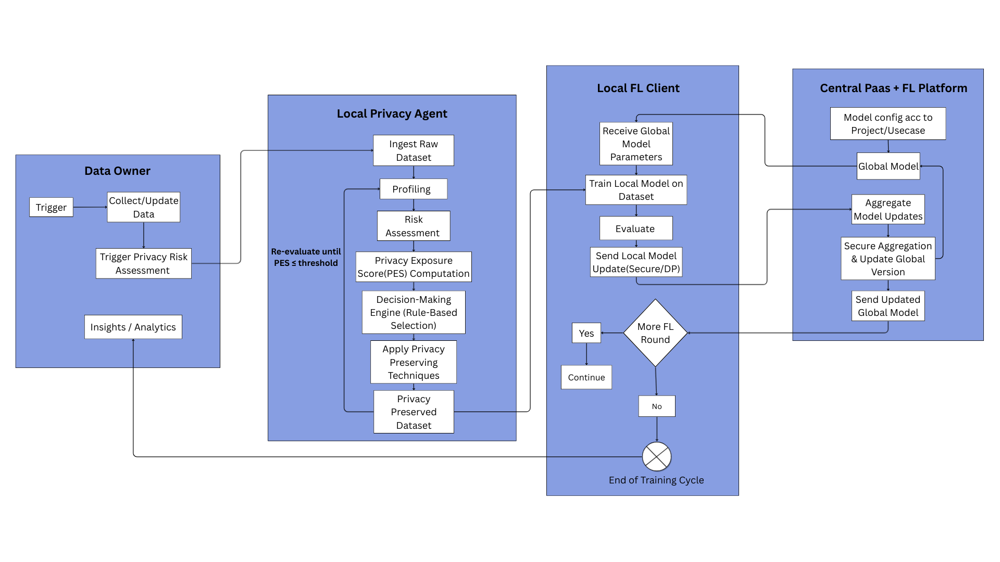 Data Owner
Trigger
Collect/Update
Data
Trigger Privacy Risk
Assessment
Insights / Analytics
Local Privacy Agent
Ingest Raw
Dataset
Profiling
Risk
Assessment
Re-evaluate until
PES ≤ threshold
Privacy Exposure
Score(PES) Computation
Decision-Making
Engine (Rule-Based
Selection)
Apply Privacy
Preserving
Techniques
Privacy
Preserved
Dataset
Local FL Client
Receive Global
Model
Parameters
Train Local Model on
Dataset
Evaluate
Send Local Model
Update(Secure/DP)
More FL
Round
Yes
Continue
No
End of Training Cycle
Central Paas + FL Platform
Model config acc to
Project/Usecase
Global Model
Aggregate
Model Updates
Secure Aggregation
& Update Global
Version
Send Updated
Global Model